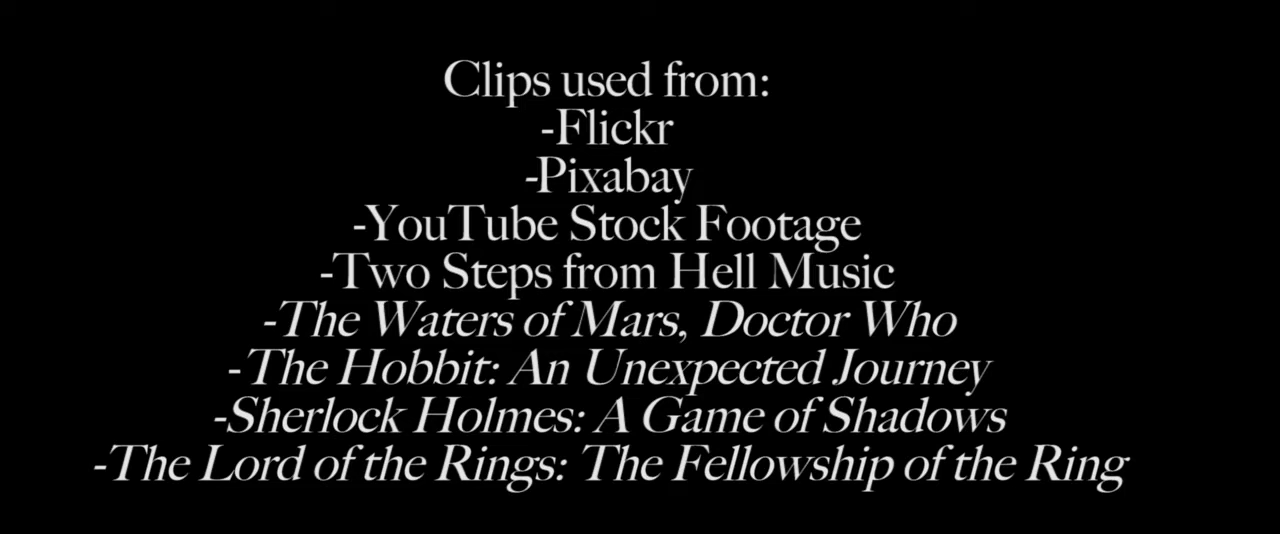 Clips used from:
-Flickr
-Pixabay
-YouTube Stock Footage
-Two Steps from Hell Music
-The Waters of Mars, Doctor Who
-The Hobbit: An Unexpected Journey
-Sherlock Holmes: A Game of Shadows
-The Lord of the Rings: The Fellowship of the Ring